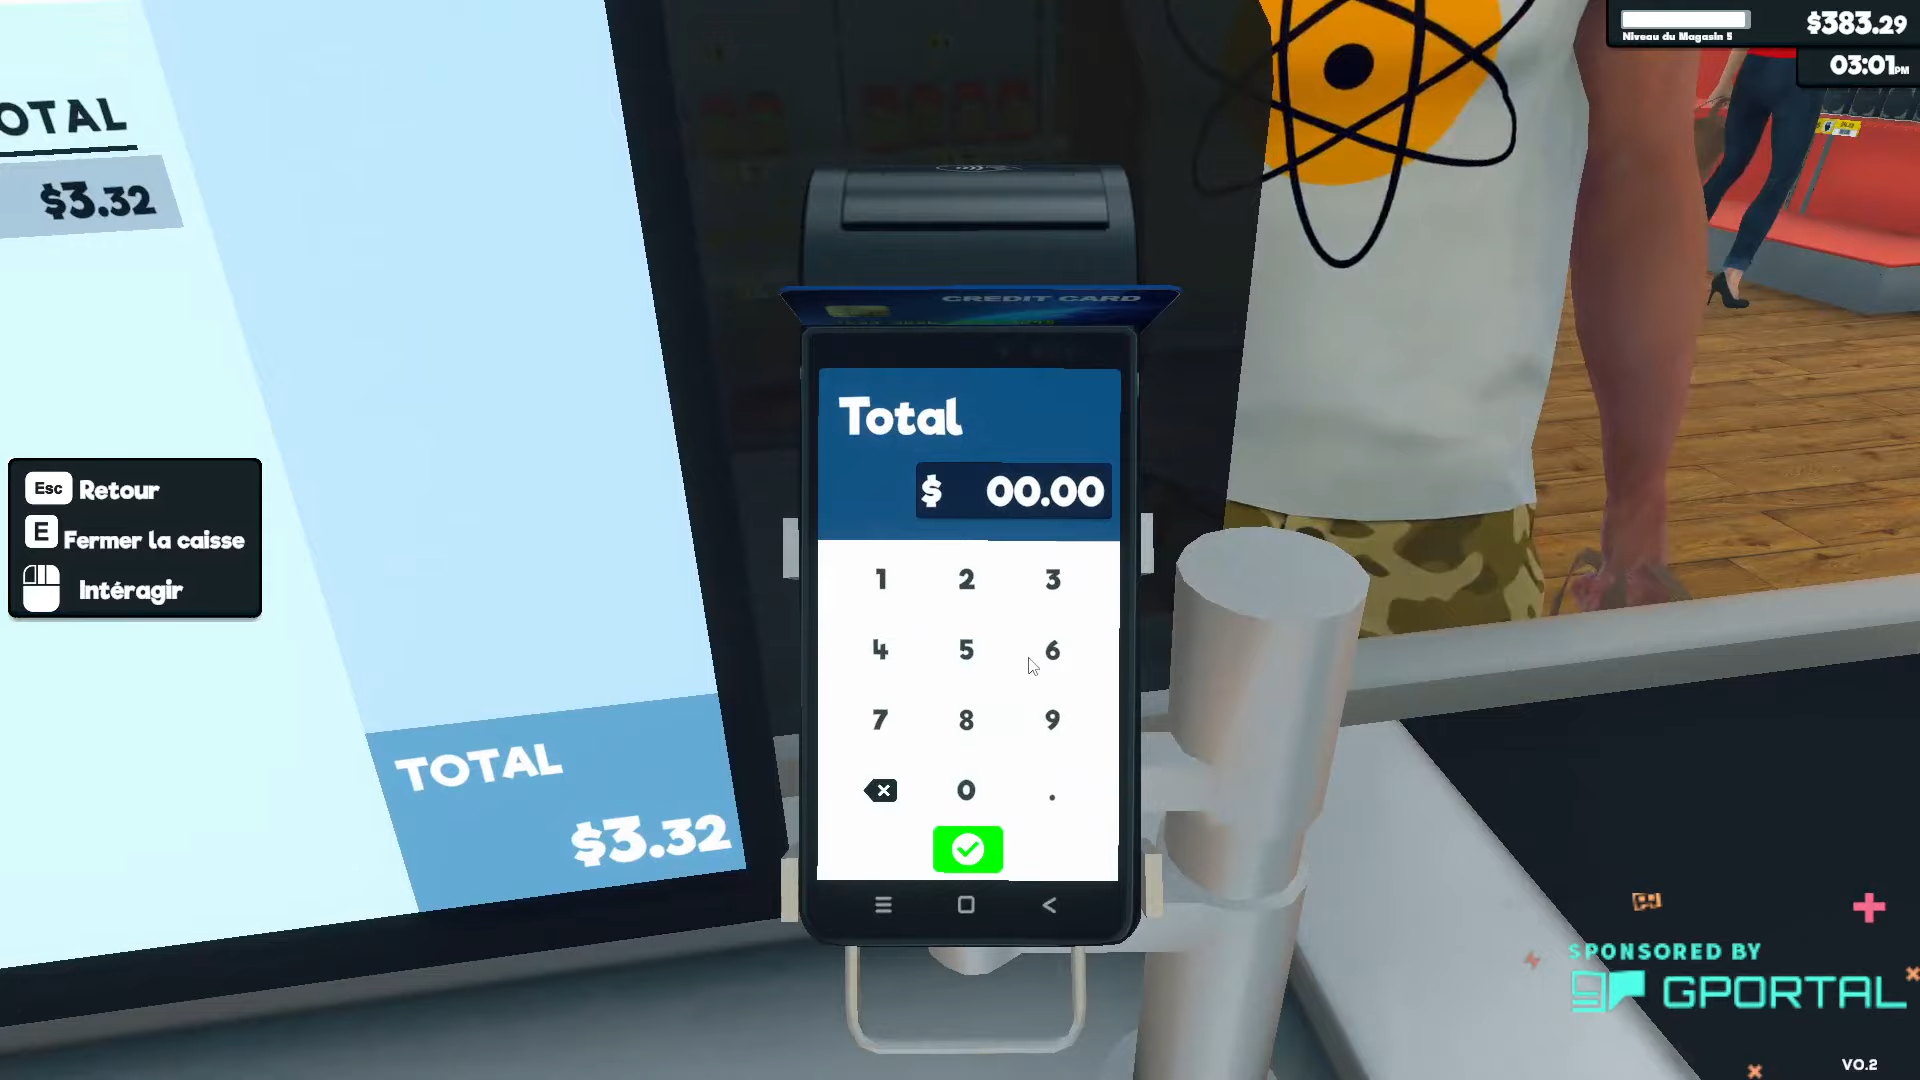 OTAL
$3.32
TOTAL
$3.32
Esc Retour
E Fermer la caisse
Intéragir
CREDIT CARD
Total
$ 00.00
1 2 3
4 5 6
7 8 9
0 .
$383.29
Niveau du Magasin 5
03:01PM
SPONSORED BY
GPORTAL
V0.2